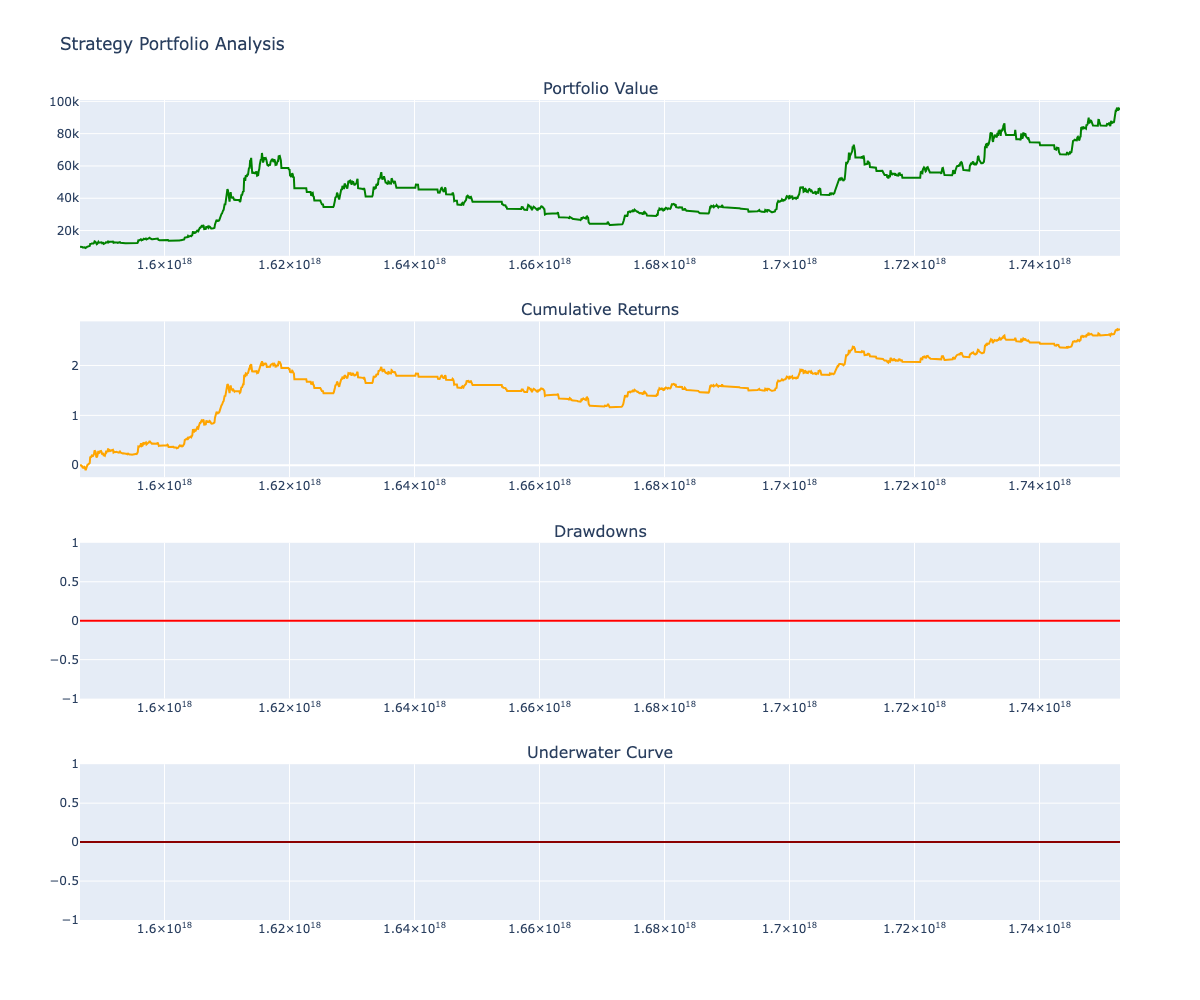 Strategy Portfolio Analysis
Portfolio Value
100k
80k
60k
40k
20k
1.6×10¹⁸ 1.62×10¹⁸ 1.64×10¹⁸ 1.66×10¹⁸ 1.68×10¹⁸ 1.7×10¹⁸ 1.72×10¹⁸ 1.74×10¹⁸
Cumulative Returns
2
1
0
1.6×10¹⁸ 1.62×10¹⁸ 1.64×10¹⁸ 1.66×10¹⁸ 1.68×10¹⁸ 1.7×10¹⁸ 1.72×10¹⁸ 1.74×10¹⁸
Drawdowns
1
0.5
0
−0.5
−1
1.6×10¹⁸ 1.62×10¹⁸ 1.64×10¹⁸ 1.66×10¹⁸ 1.68×10¹⁸ 1.7×10¹⁸ 1.72×10¹⁸ 1.74×10¹⁸
Underwater Curve
1
0.5
0
−0.5
−1
1.6×10¹⁸ 1.62×10¹⁸ 1.64×10¹⁸ 1.66×10¹⁸ 1.68×10¹⁸ 1.7×10¹⁸ 1.72×10¹⁸ 1.74×10¹⁸